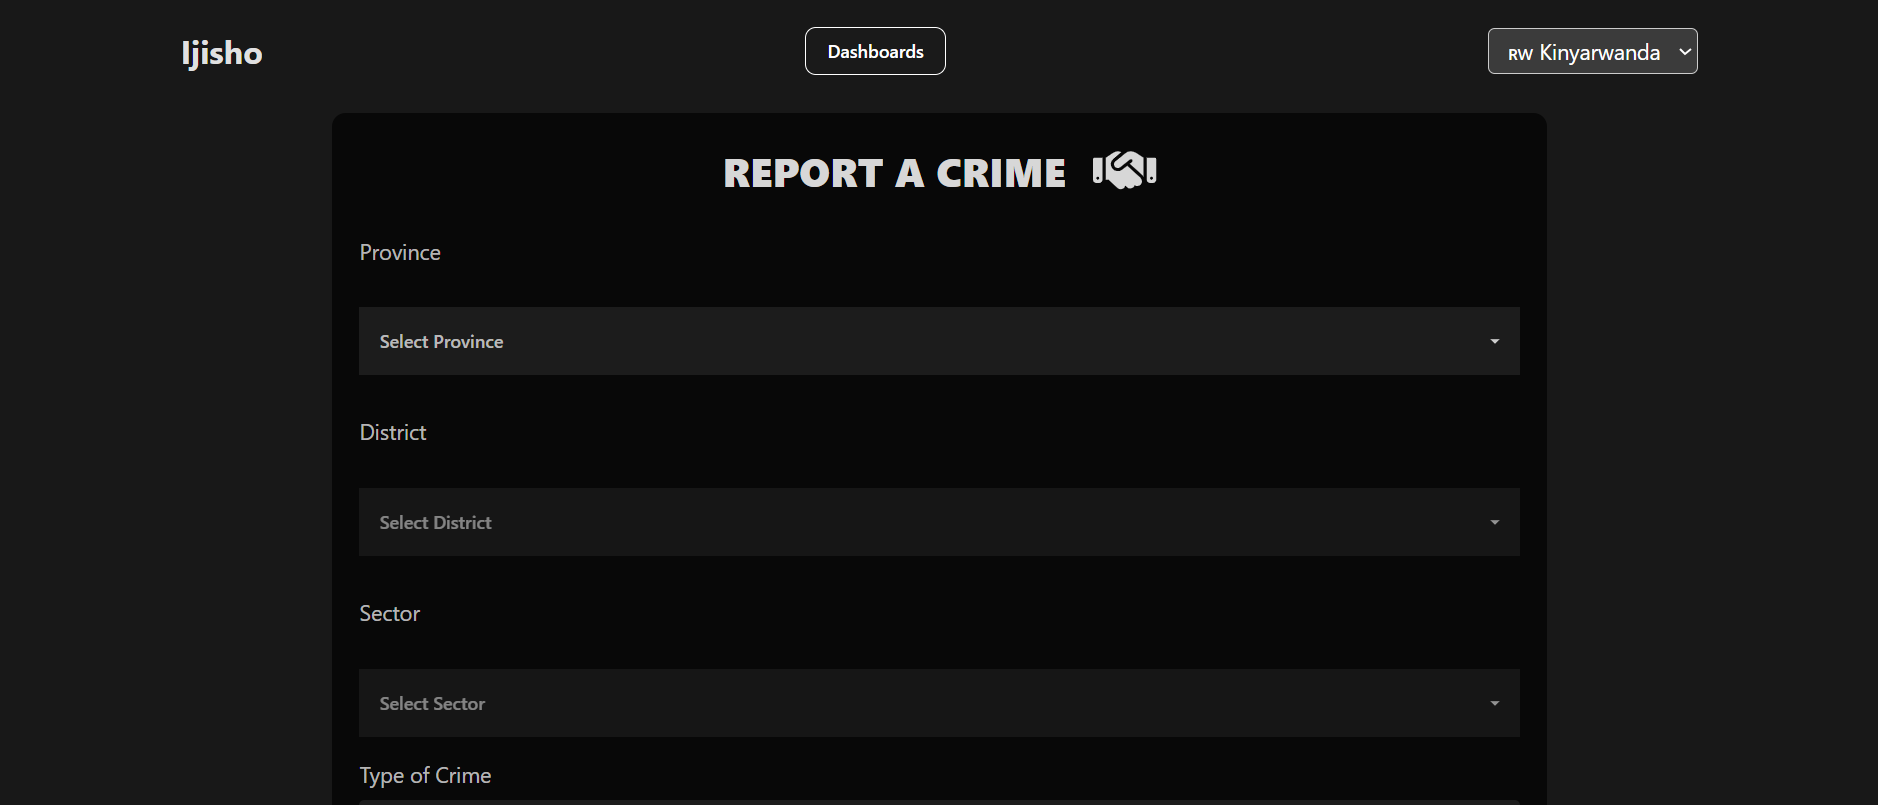 Ijisho
Dashboards
RW Kinyarwanda
REPORT A CRIME
Province
Select Province
District
Select District
Sector
Select Sector
Type of Crime